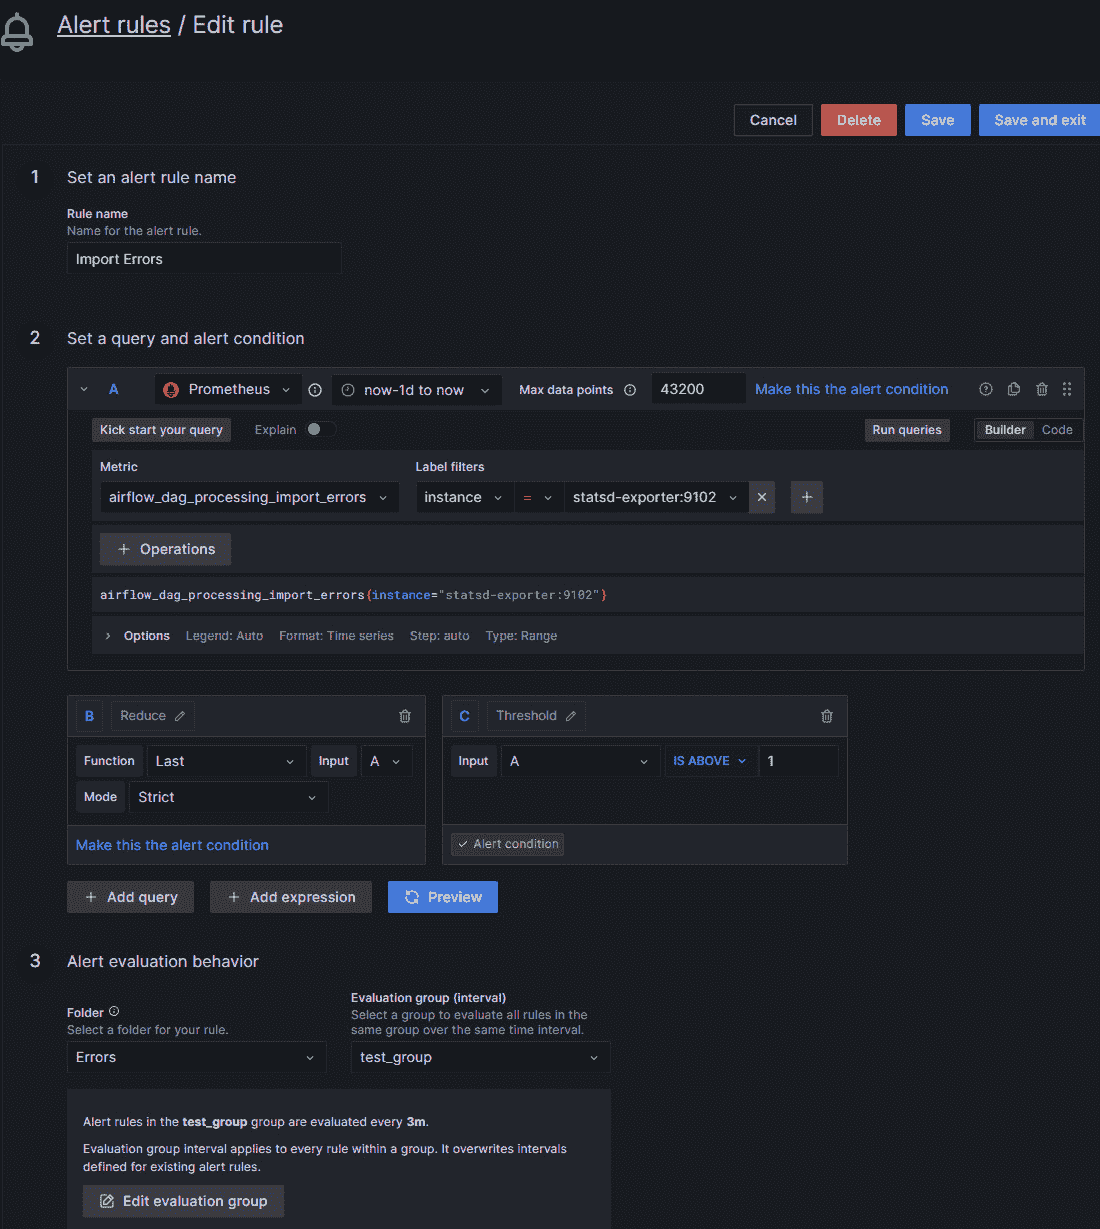 Alert rules / Edit rule
Cancel Delete Save Save and exit
1 Set an alert rule name
Rule name
Name for the alert rule.
Import Errors
2 Set a query and alert condition
A Prometheus now-1d to now Max data points 43200 Make this the alert condition
Kick start your query Explain Run queries Builder Code
Metric Label filters
airflow_dag_processing_import_errors instance = statsd-exporter:9102
+ Operations
airflow_dag_processing_import_errors{instance="statsd-exporter:9102"}
Options Legend: Auto Format: Time series Step: auto Type: Range
B Reduce C Threshold
Function Last Input A Input A IS ABOVE 1
Mode Strict
Make this the alert condition Alert condition
+ Add query + Add expression Preview
3 Alert evaluation behavior
Folder
Select a folder for your rule.
Errors
Evaluation group (interval)
Select a group to evaluate all rules in the
same group over the same time interval.
test_group
Alert rules in the test_group group are evaluated every 3m.
Evaluation group interval applies to every rule within a group. It overwrites intervals
defined for existing alert rules.
Edit evaluation group